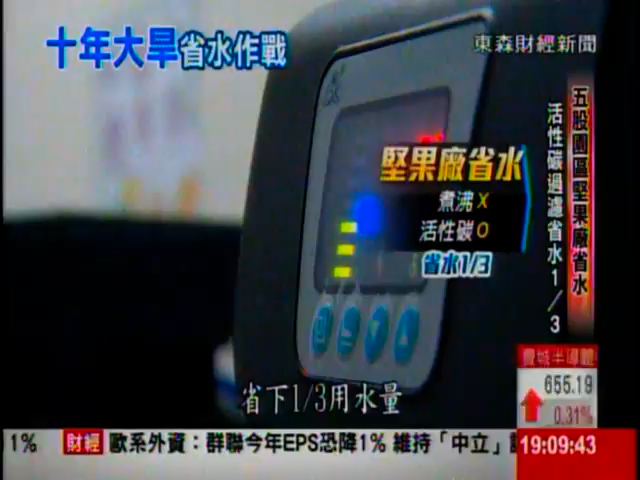 十年大旱省水作戰
東森財經新聞
五股園區堅果廠省水
活性碳過濾省水1/3
堅果廠省水
煮沸X
活性碳O
省水1/3
省下1/3用水量
費城半導體
655.19
0.31%
1% 財經 歐系外資：群聯今年EPS恐降1% 維持「中立」
19:09:43